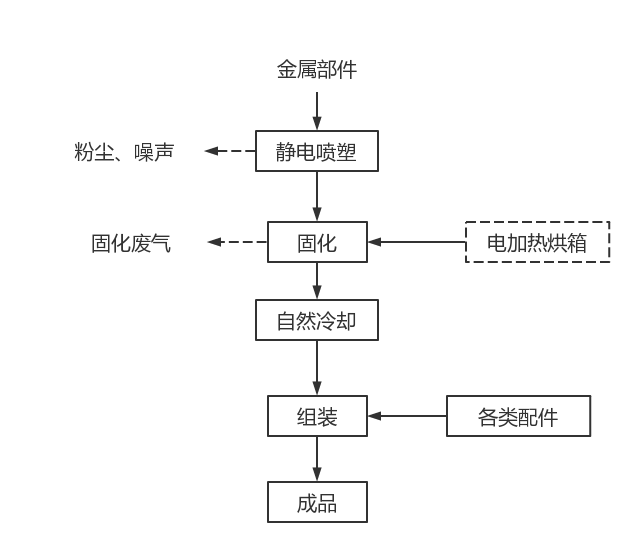 金属部件
粉尘、噪声
静电喷塑
固化废气
固化
电加热烘箱
自然冷却
组装
各类配件
成品